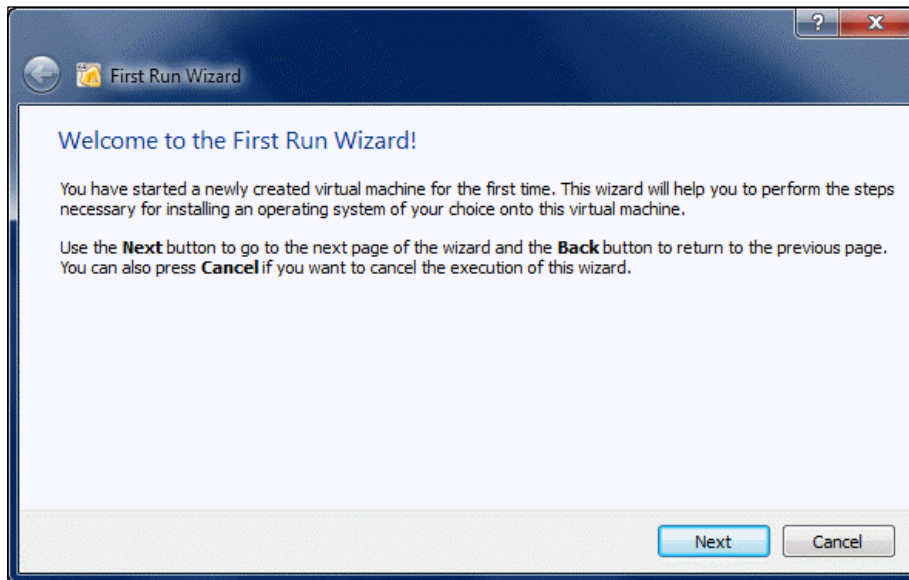 ?
X
First Run Wizard
Welcome to the First Run Wizard!
You have started a newly created virtual machine for the first time. This wizard will help you to perform the steps
necessary for installing an operating system of your choice onto this virtual machine.
Use the Next button to go to the next page of the wizard and the Back button to return to the previous page.
You can also press Cancel if you want to cancel the execution of this wizard.
Next Cancel